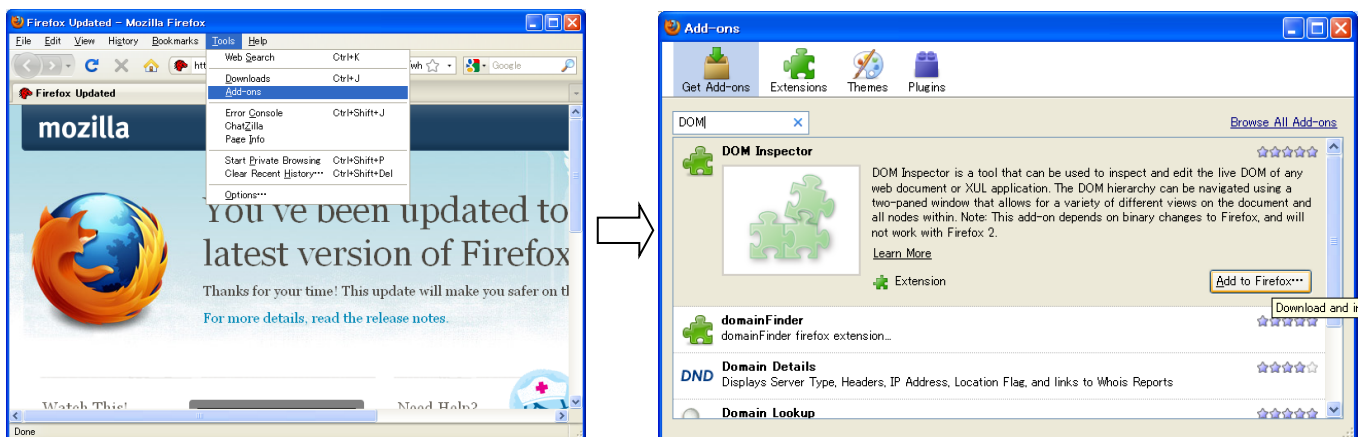 Firefox Updated - Mozilla Firefox
File Edit View History Bookmarks Tools Help
Web Search Ctrl+K
Downloads Ctrl+J
Add-ons
Error Console Ctrl+Shift+J
ChatZilla
Page Info
Start Private Browsing Ctrl+Shift+P
Clear Recent History... Ctrl+Shift+Del
Options...
Google
Firefox Updated
mozilla
You've been updated to
latest version of Firefox
Thanks for your time! This update will make you safer on
For more details, read the release notes.
Watch This!
Need Help?
Done
Add-ons
Get Add-ons Extensions Themes Plugins
DOM
Browse All Add-ons
DOM Inspector
DOM Inspector is a tool that can be used to inspect and edit the live DOM of any
web document or XUL application. The DOM hierarchy can be navigated using a
two-paned window that allows for a variety of different views on the document and
all nodes within. Note: This add-on depends on binary changes to Firefox, and will
not work with Firefox 2.
Learn More
Extension
Add to Firefox...
Download and
domainFinder
domainFinder firefox extension...
DND
Domain Details
Displays Server Type, Headers, IP Address, Location Flag, and links to Whois Reports
Domain Lookup